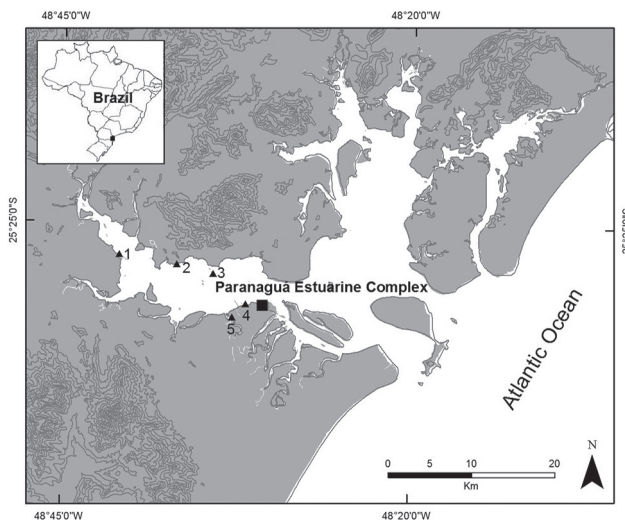 48°45'0"W 48°20'0"W
Brazil
25°25'0"S
1
2
3
Paranaguá Estuarine Complex
4
5
Atlantic Ocean
N
0 5 10 20
Km
48°45'0"W 48°20'0"W